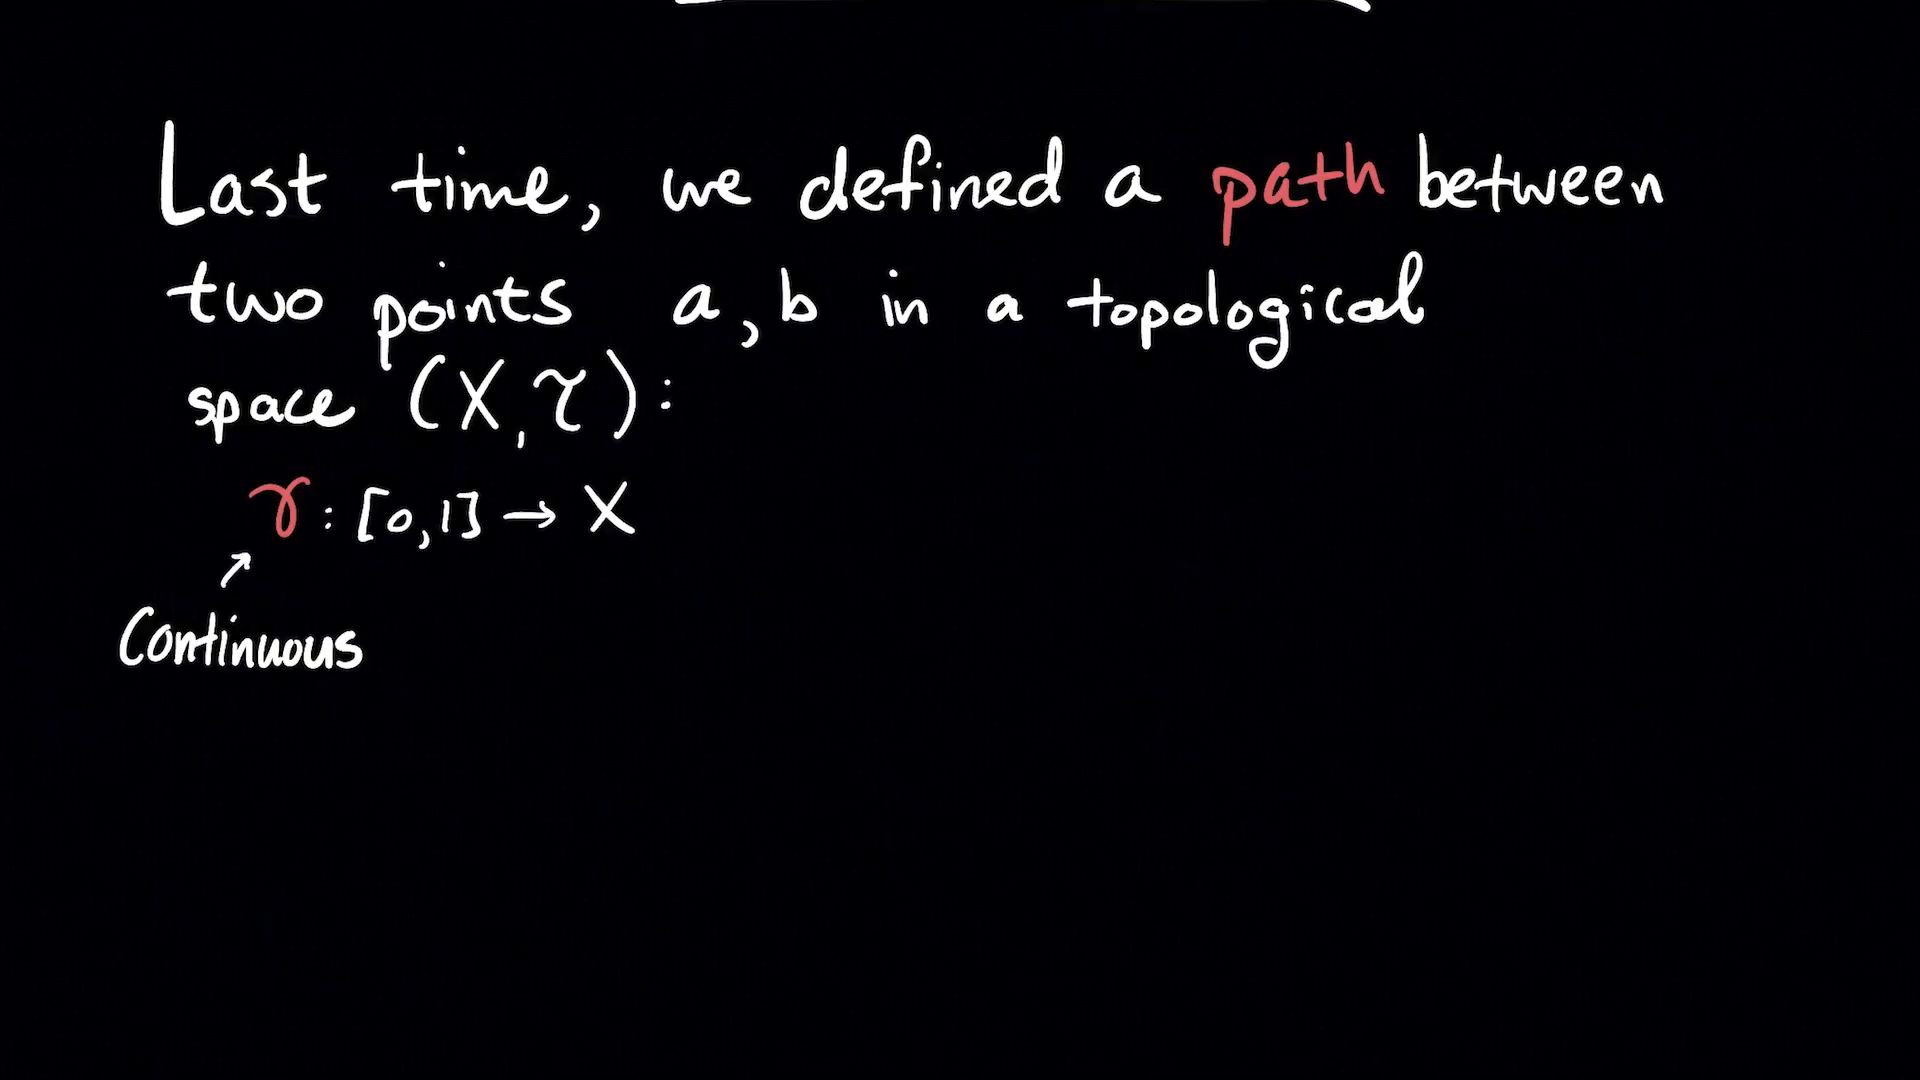 Last time, we defined a path between
two points a, b in a topological
space (X, τ):
γ: [0,1] → X
Continuous